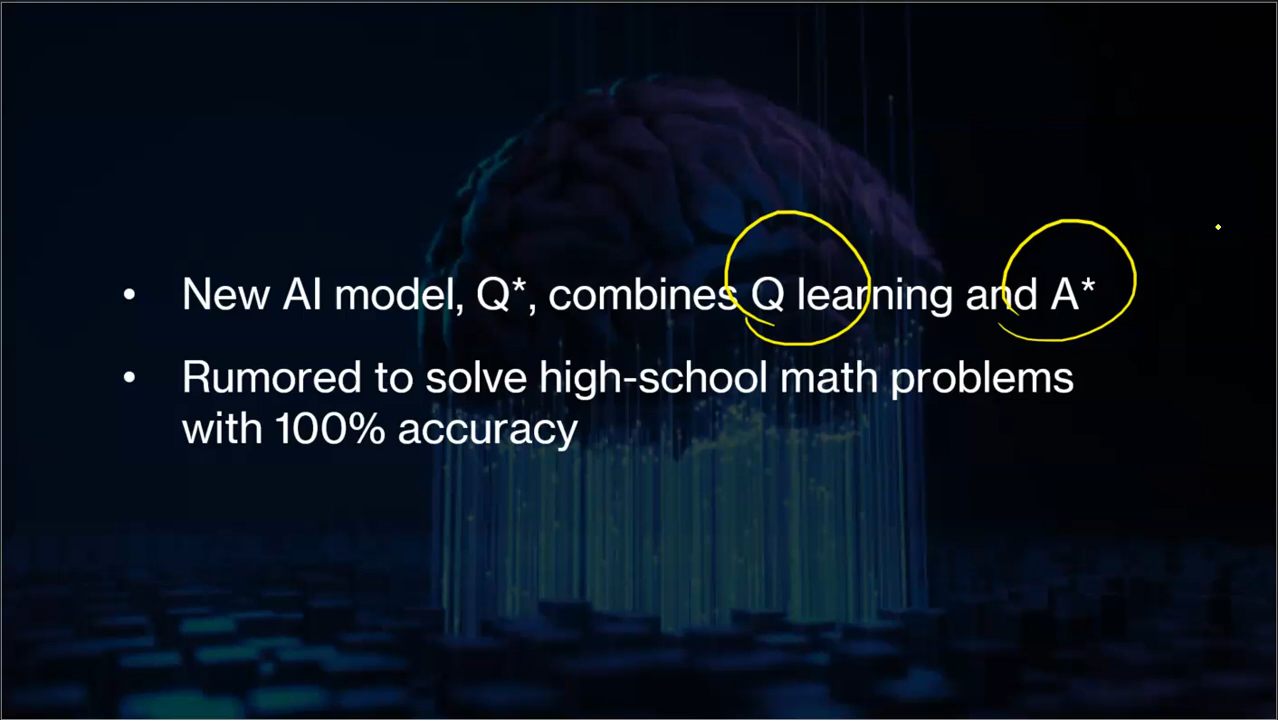 • New AI model, Q*, combines Q learning and A*
• Rumored to solve high-school math problems
with 100% accuracy